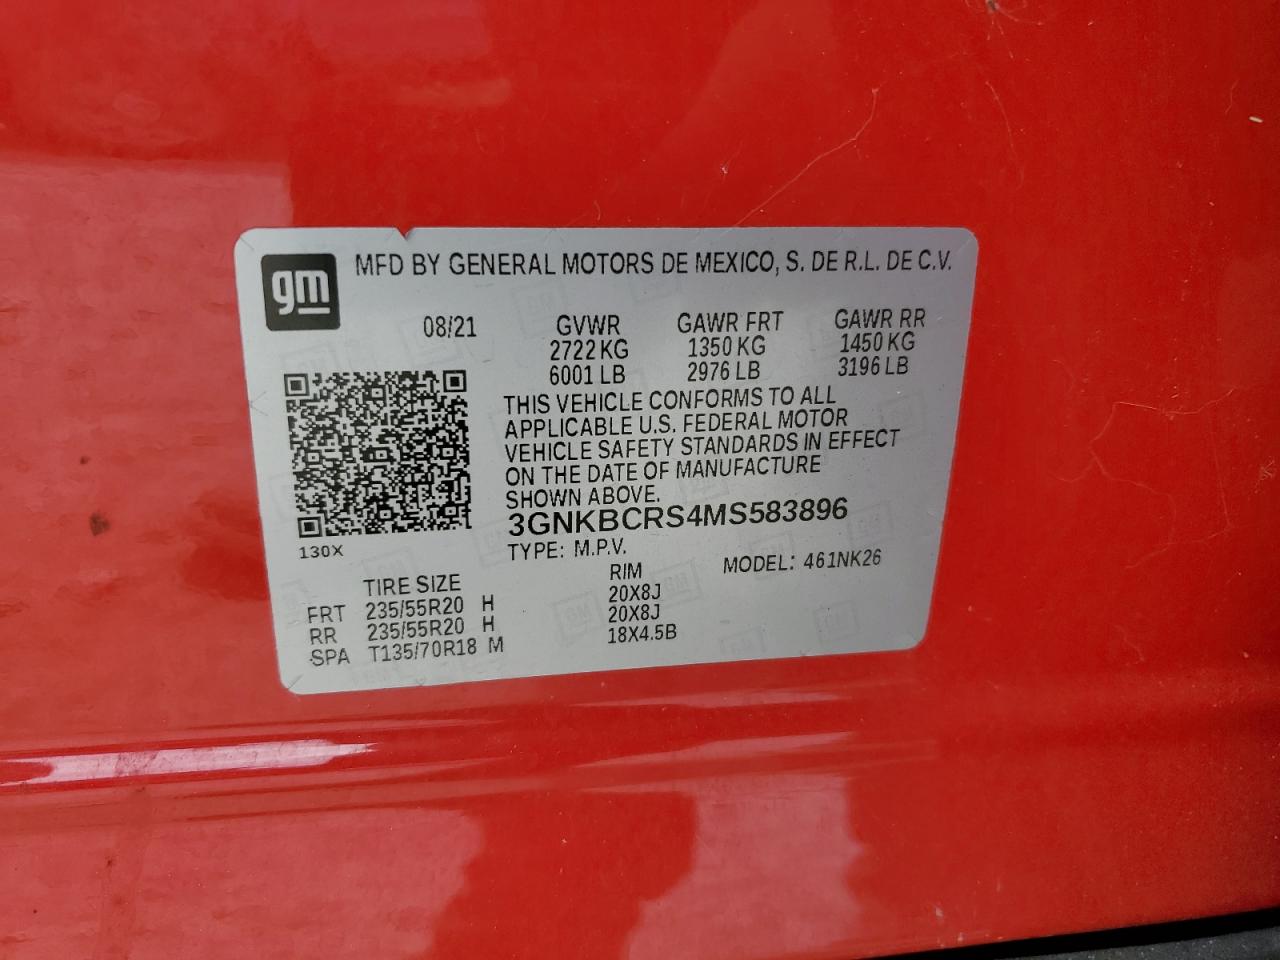 gm
MFD BY GENERAL MOTORS DE MEXICO, S. DE R.L. DE C.V.
08/21 GVWR GAWR FRT GAWR RR
2722 KG 1350 KG 1450 KG
6001 LB 2976 LB 3196 LB
THIS VEHICLE CONFORMS TO ALL
APPLICABLE U.S. FEDERAL MOTOR
VEHICLE SAFETY STANDARDS IN EFFECT
ON THE DATE OF MANUFACTURE
SHOWN ABOVE.
3GNKBCRS4MS583896
130X
TYPE: M.P.V. MODEL: 461NK26
TIRE SIZE RIM
FRT 235/55R20 H 20X8J
RR 235/55R20 H 20X8J
SPA T135/70R18 M 18X4.5B